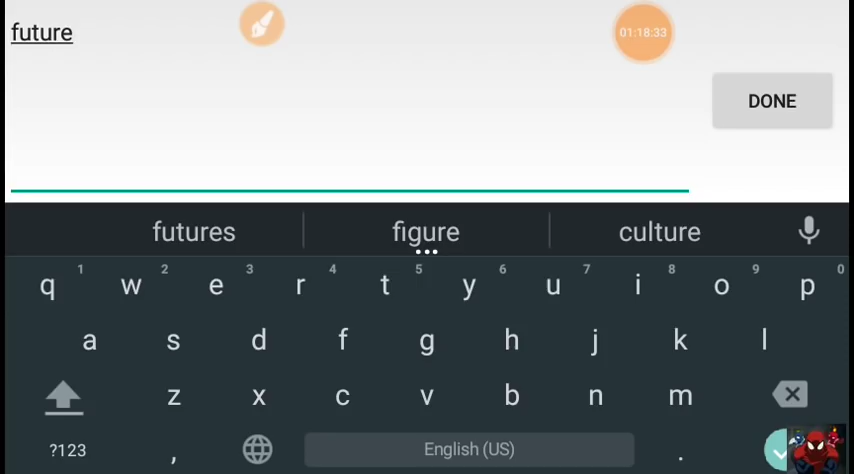 future
01:18:33
DONE
futures figure culture
q 1 w 2 e 3 r 4 t 5 y 6 u 7 i 8 o 9 p 0
a s d f g h j k l
z x c v b n m
?123 , English (US) .